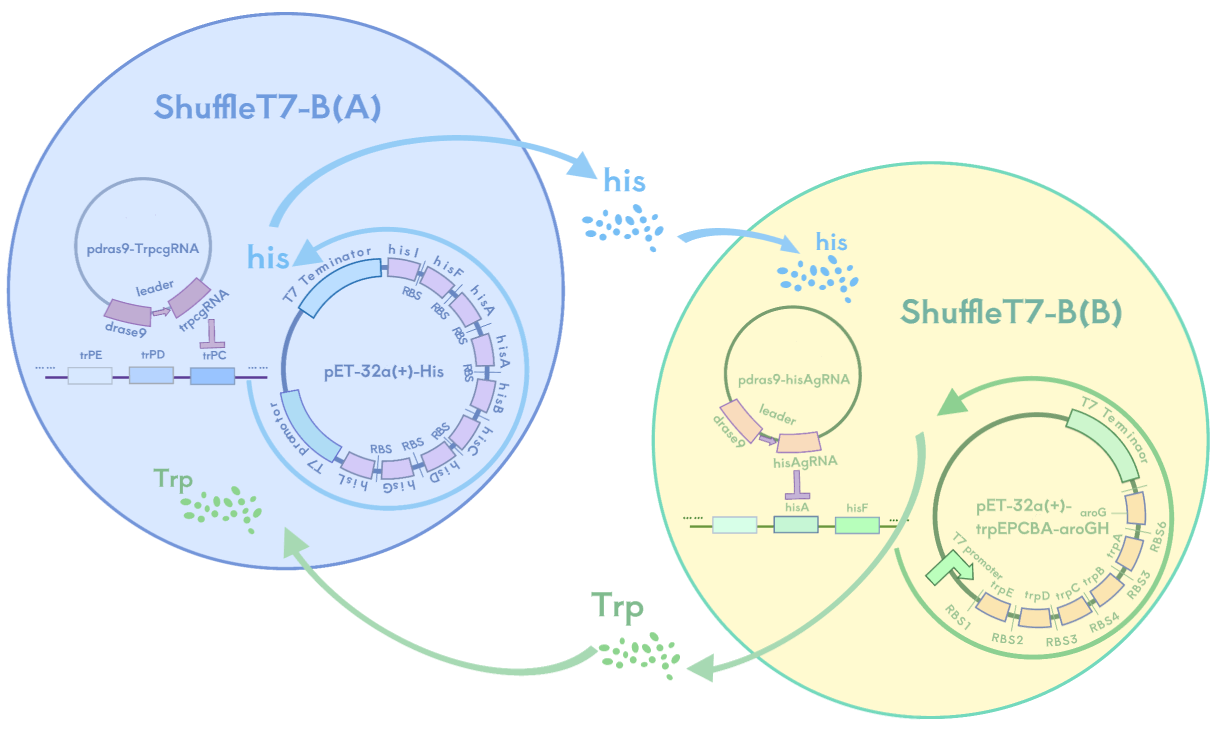 ShuffleT7-B(A)
his
his
pdras9-TrpcgRNA
leader
drase9
trpcgRNA
trPE
trPD
trPC
... ...
... ...
his
T7 Terminator
hisI
hisF
hisA
hisA
hisB
hisC
hisD
hisG
hisL
T7 promotor
RBS
RBS
RBS
RBS
RBS
RBS
RBS
pET-32a(+)-His
Trp
ShuffleT7-B(B)
pdras9-hisAgRNA
leader
drase9
hisAgRNA
hisA
hisF
... ...
... ...
T7 Terminaor
pET-32a(+)-
trpEPCBA-aroGH
aroG
T7 promoter
trpE
trpD
trpC
trpB
trpA
RBS1
RBS2
RBS3
RBS4
RBS3
RBS6
Trp